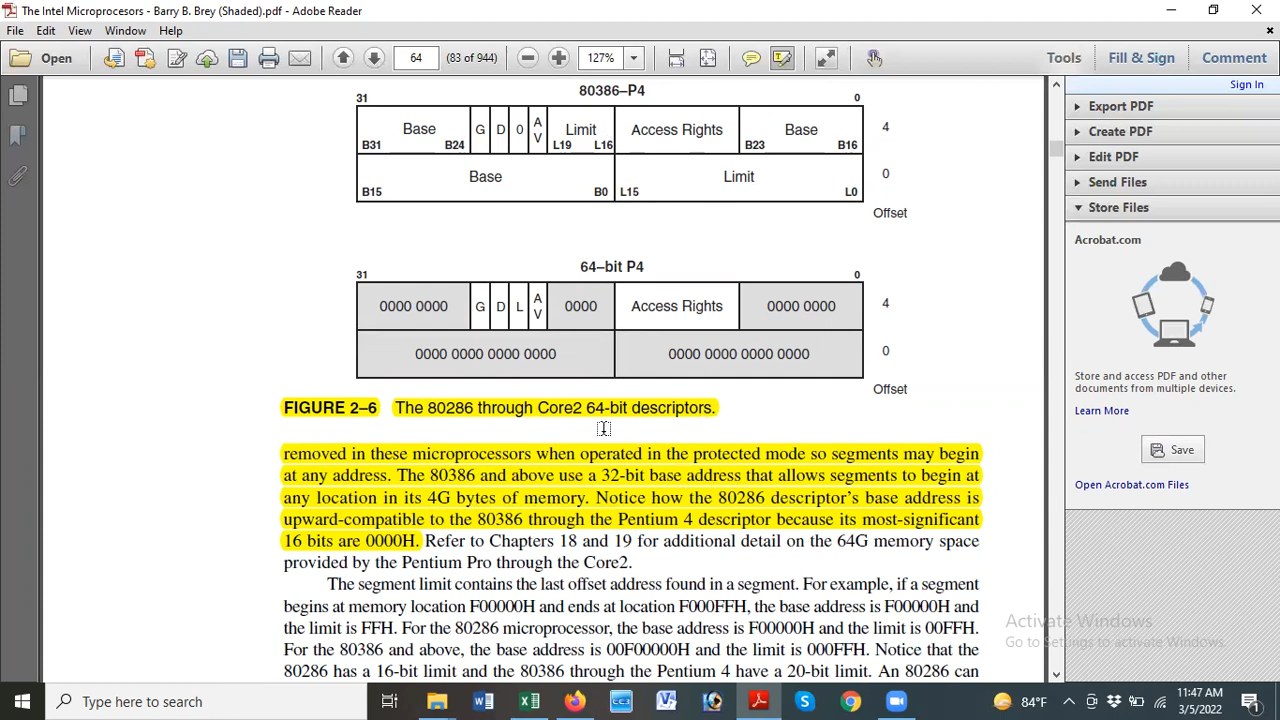 The Intel Microprocesors - Barry B. Brey (Shaded).pdf - Adobe Reader
File Edit View Window Help
Open 64 (83 of 944) 127% Tools Fill & Sign Comment
80386–P4
31 0
Base G D 0 A V Limit Access Rights Base 4
B31 B24 L19 L16 B23 B16
Base Limit 0
B15 B0 L15 L0
Offset
64–bit P4
31 0
0000 0000 G D L A V 0000 Access Rights 0000 0000 4
0000 0000 0000 0000 0000 0000 0000 0000 0
Offset
FIGURE 2–6 The 80286 through Core2 64-bit descriptors.
removed in these microprocessors when operated in the protected mode so segments may begin
at any address. The 80386 and above use a 32-bit base address that allows segments to begin at
any location in its 4G bytes of memory. Notice how the 80286 descriptor's base address is
upward-compatible to the 80386 through the Pentium 4 descriptor because its most-significant
16 bits are 0000H. Refer to Chapters 18 and 19 for additional detail on the 64G memory space
provided by the Pentium Pro through the Core2.
The segment limit contains the last offset address found in a segment. For example, if a segment
begins at memory location F00000H and ends at location F000FFH, the base address is F00000H and
the limit is FFH. For the 80286 microprocessor, the base address is F00000H and the limit is 00FFH.
For the 80386 and above, the base address is 00F00000H and the limit is 000FFH. Notice that the
80286 has a 16-bit limit and the 80386 through the Pentium 4 have a 20-bit limit. An 80286 can
Sign In
Export PDF
Create PDF
Edit PDF
Send Files
Store Files
Acrobat.com
Store and access PDF and other
documents from multiple devices.
Learn More
Save
Open Acrobat.com Files
Activate Windows
Go to Settings to activate Windows.
Type here to search
CC3
84°F
11:47 AM
3/5/2022
1